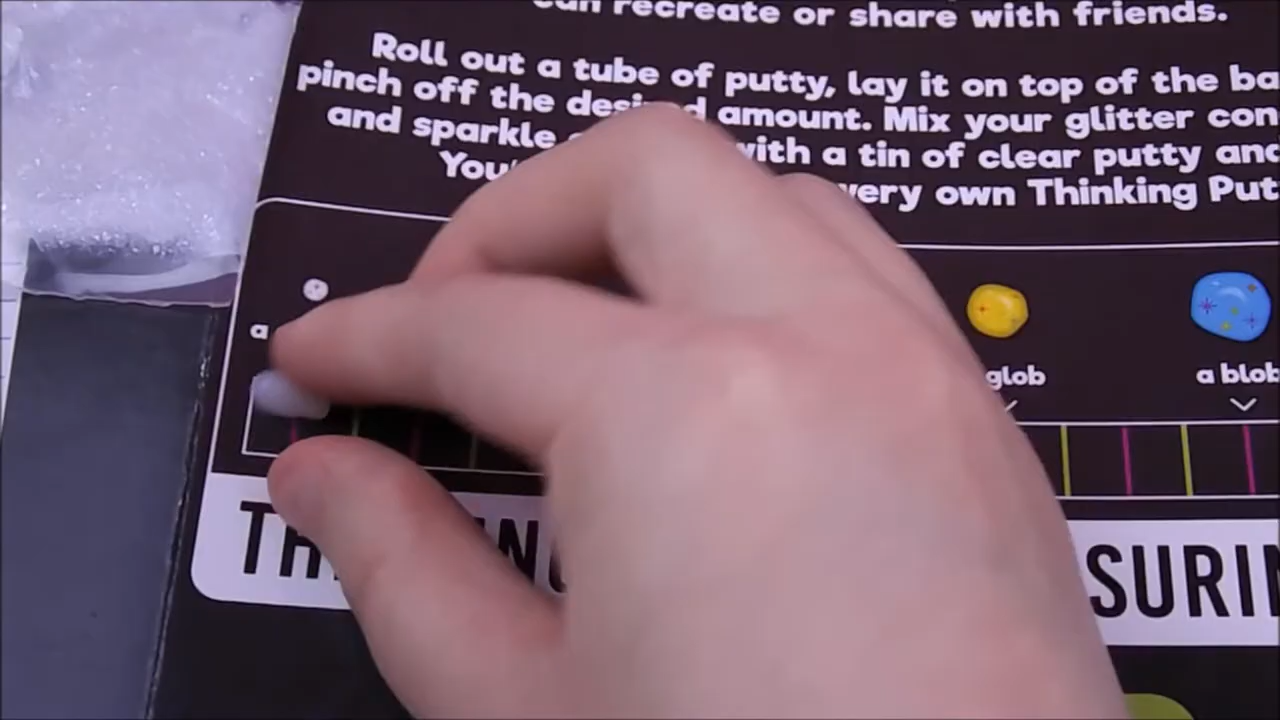 can recreate or share with friends.
Roll out a tube of putty, lay it on top of the ba
pinch off the desired amount. Mix your glitter con
and sparkle with a tin of clear putty and
You' very own Thinking Put
a glob
a blob
SURIN